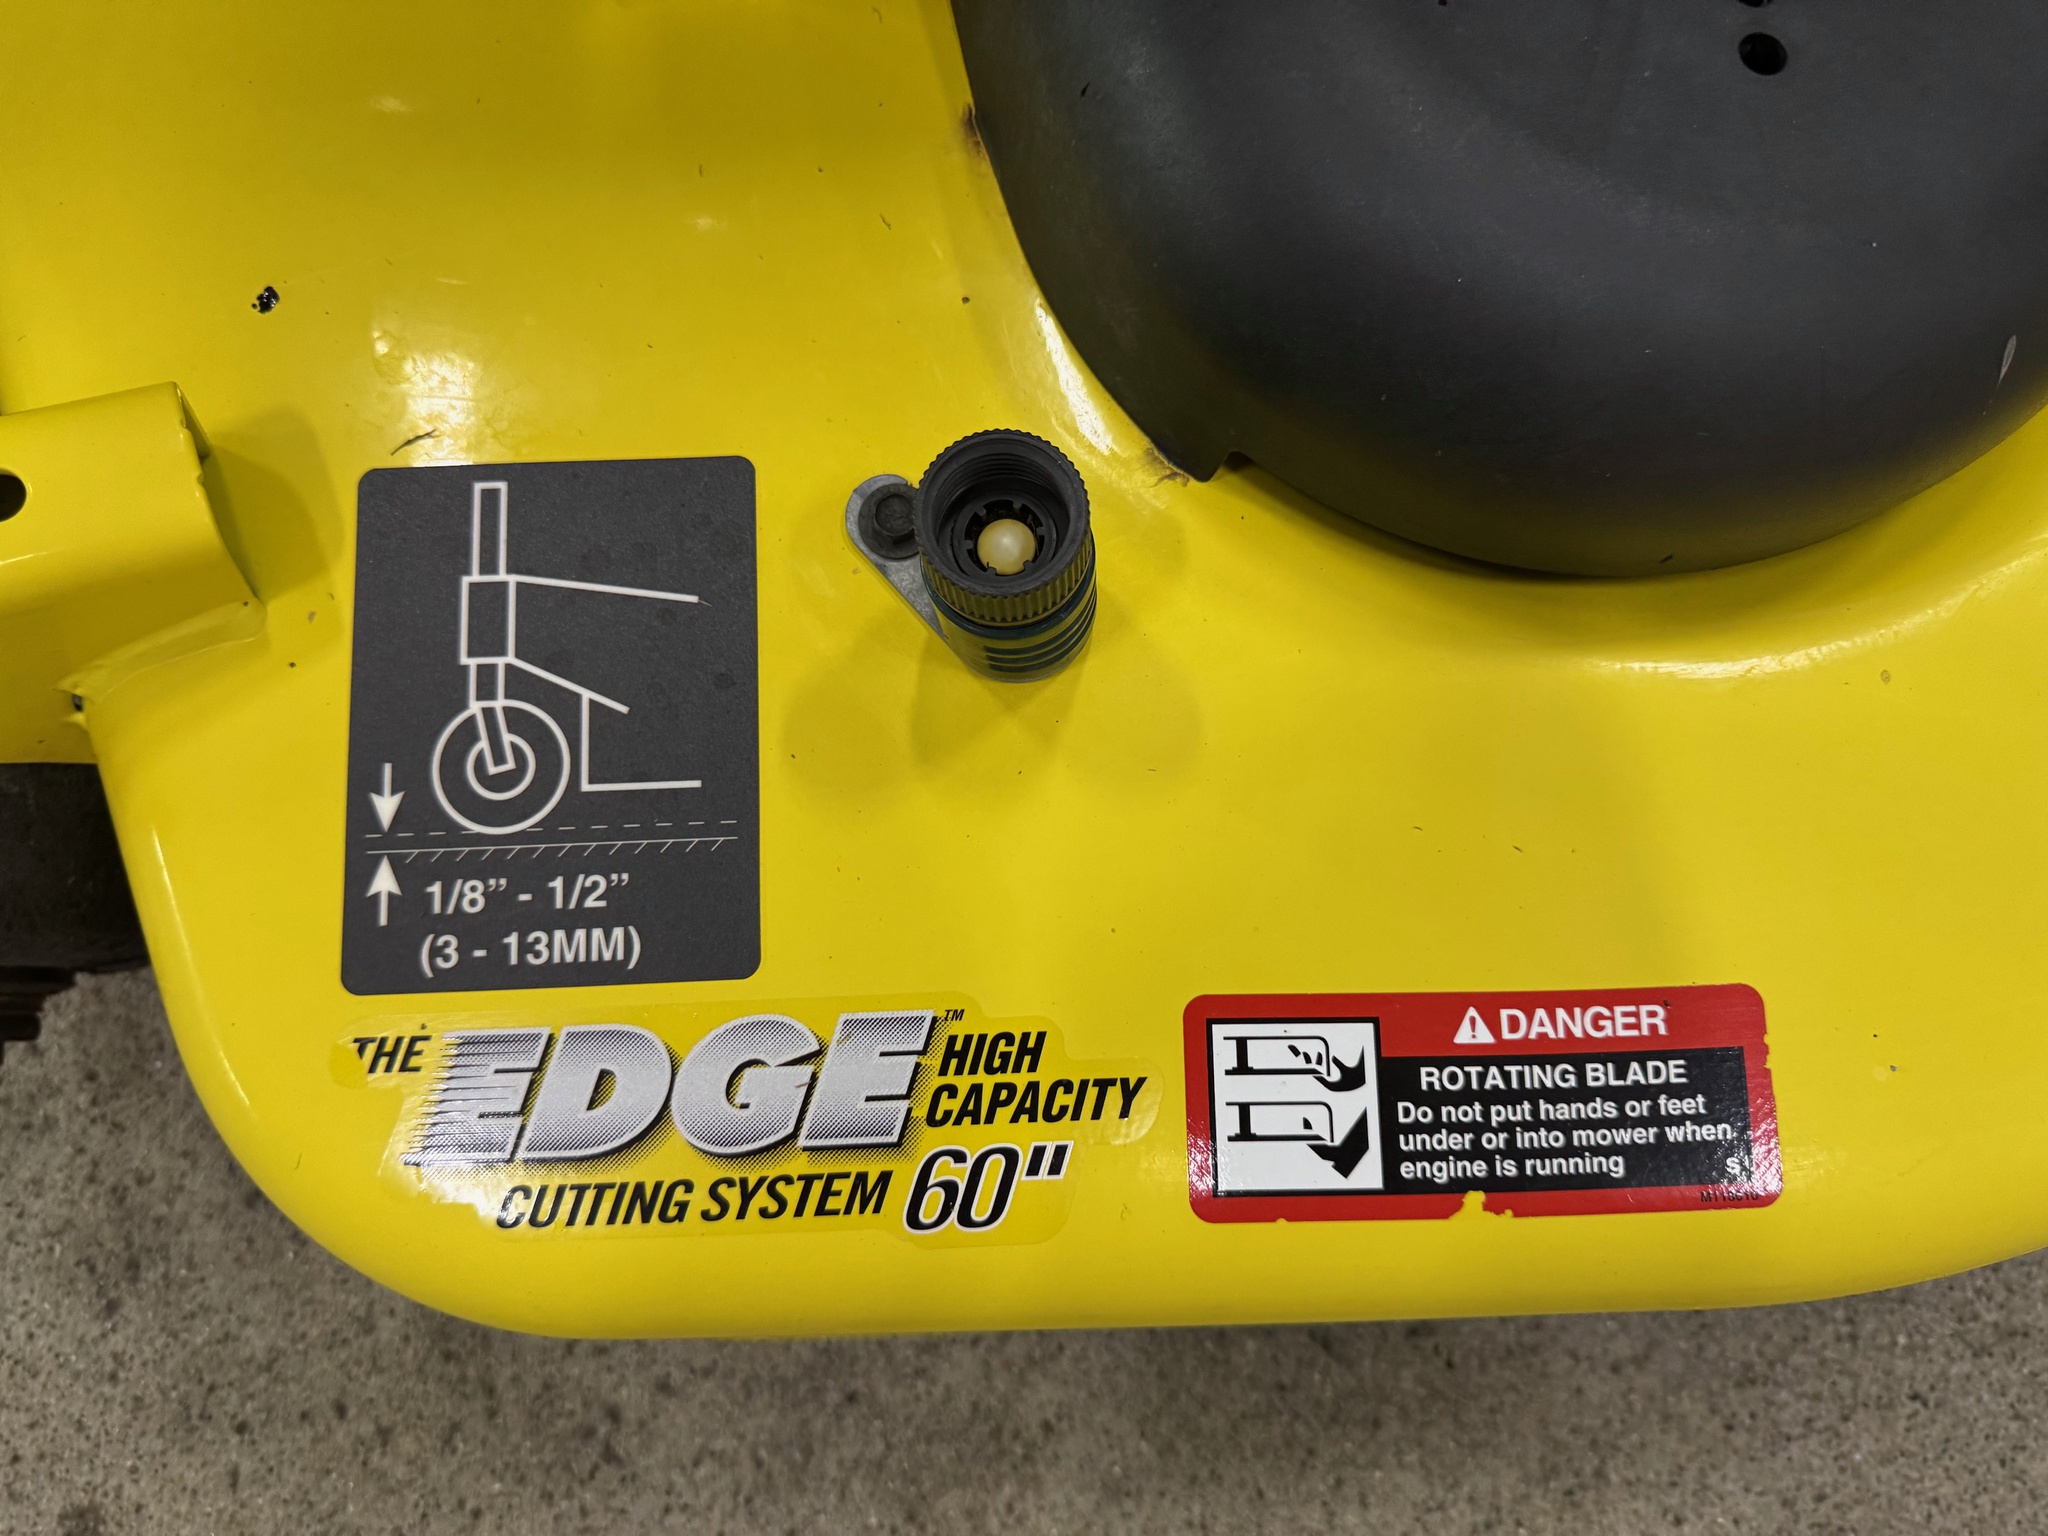 1/8” - 1/2”
(3 - 13MM)
THE EDGE™ HIGH
CAPACITY
CUTTING SYSTEM 60"
DANGER
ROTATING BLADE
Do not put hands or feet
under or into mower when
engine is running